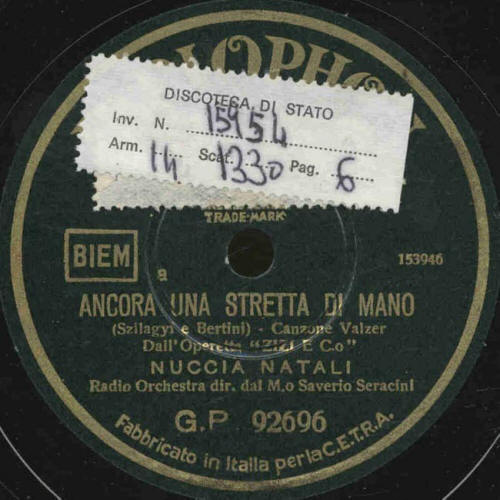 DISCOTECA DI STATO
Inv. N. 15954
Arm. 14 Scat. 1330 Pag. 6
TRADE-MARK
BIEM
a
153946
ANCORA UNA STRETTA DI MANO
(Szilagyi e Bertini) - Canzone Valzer
Dall'Operetta "ZIZI E C.o"
NUCCIA NATALI
Radio Orchestra dir. dal M.o Saverio Seracini
G.P 92696
Fabbricato in Italia per la C.E.T.R.A.